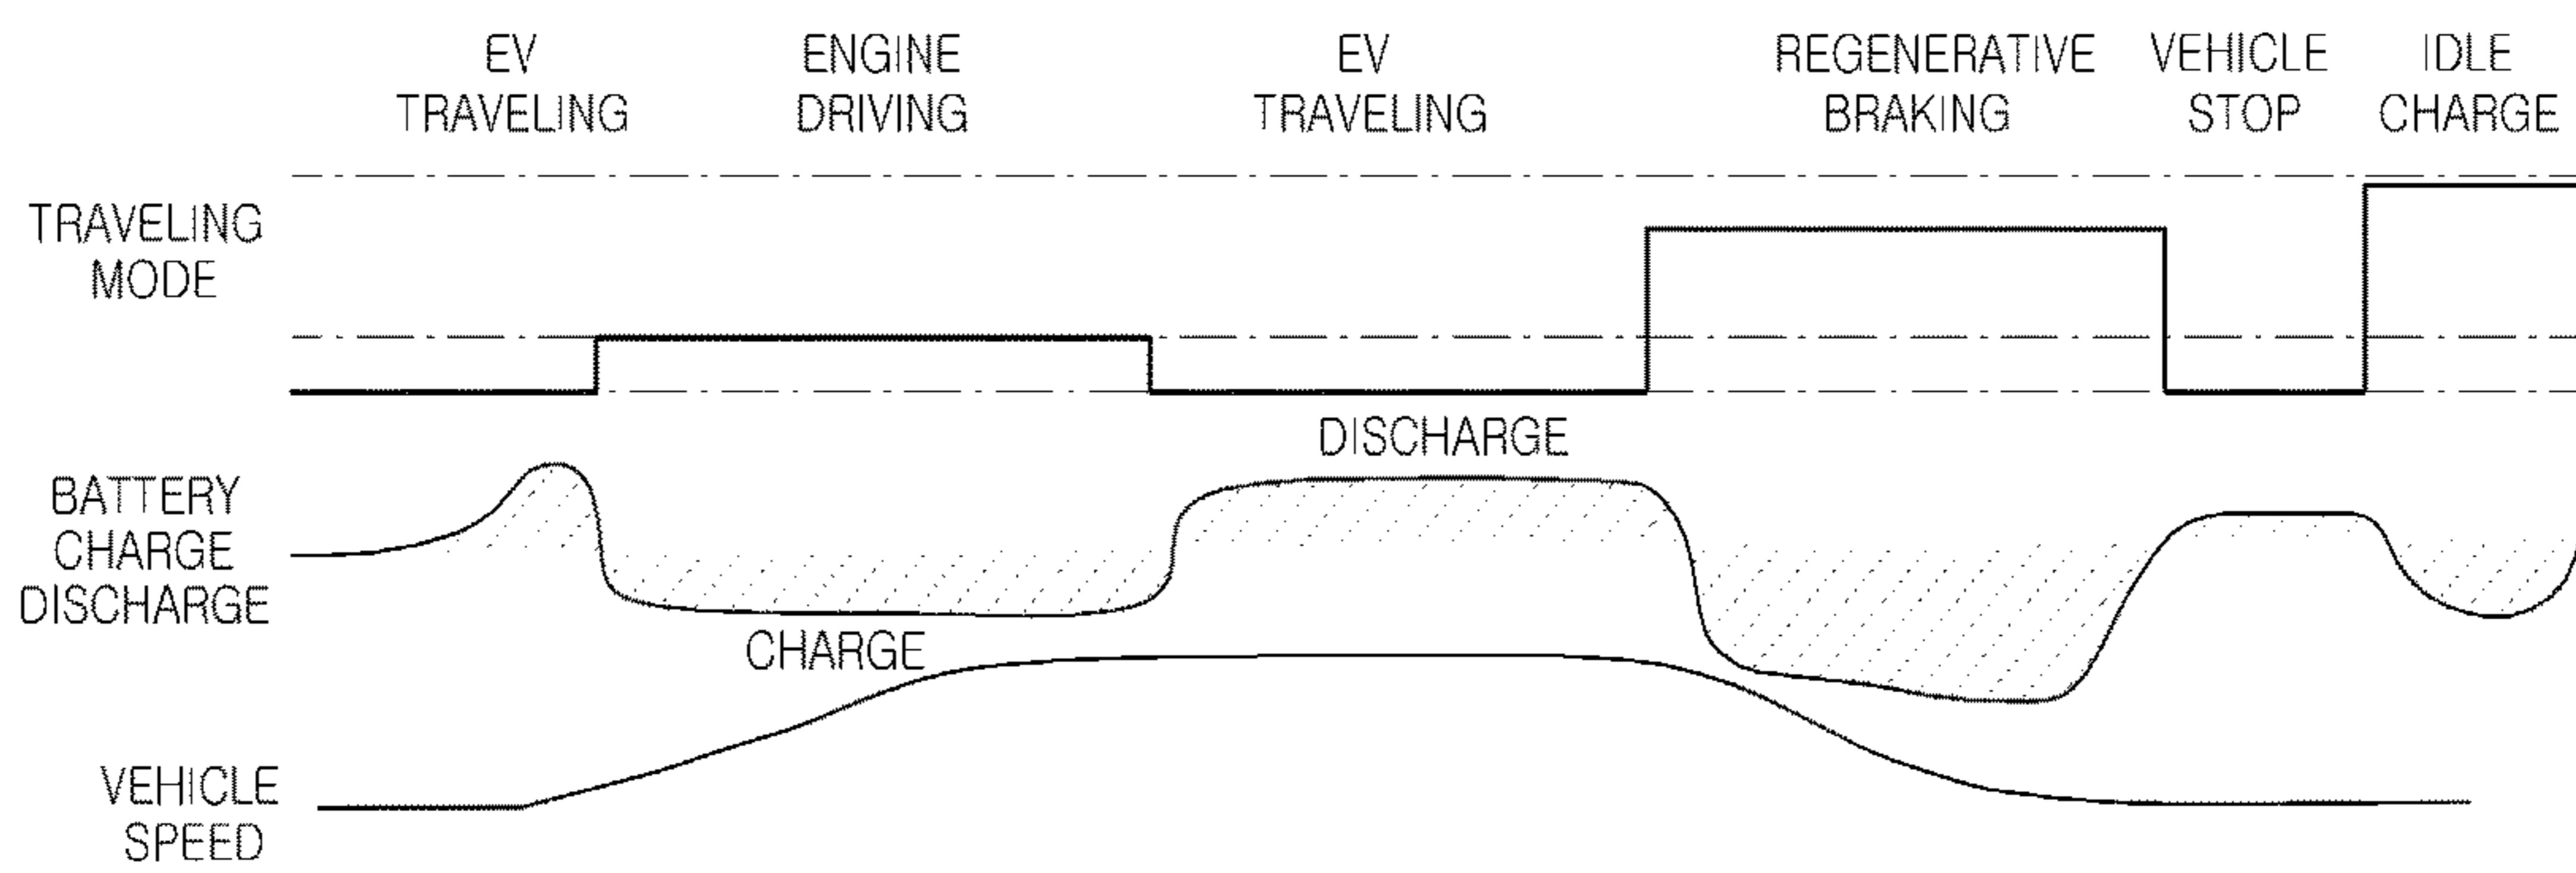 EV
TRAVELING
ENGINE
DRIVING
EV
TRAVELING
REGENERATIVE
BRAKING
VEHICLE
STOP
IDLE
CHARGE
TRAVELING
MODE
DISCHARGE
BATTERY
CHARGE
DISCHARGE
CHARGE
VEHICLE
SPEED